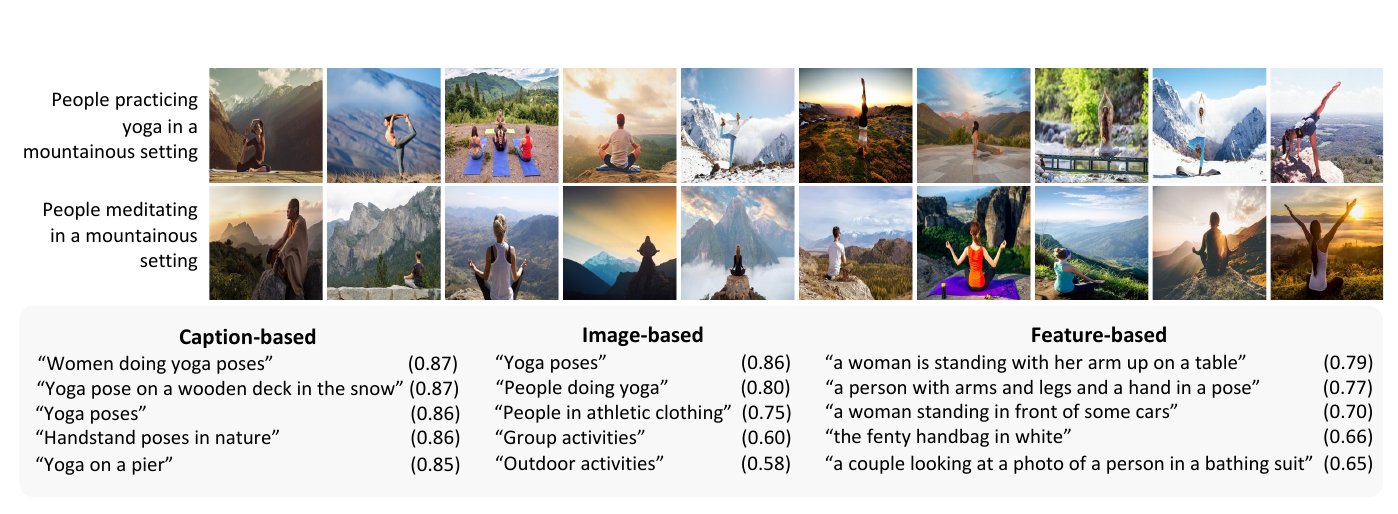 People practicing
yoga in a
mountainous setting
People meditating
in a mountainous
setting
Caption-based
“Women doing yoga poses” (0.87)
“Yoga pose on a wooden deck in the snow” (0.87)
“Yoga poses” (0.86)
“Handstand poses in nature” (0.86)
“Yoga on a pier” (0.85)
Image-based
“Yoga poses” (0.86)
“People doing yoga” (0.80)
“People in athletic clothing” (0.75)
“Group activities” (0.60)
“Outdoor activities” (0.58)
Feature-based
“a woman is standing with her arm up on a table” (0.79)
“a person with arms and legs and a hand in a pose” (0.77)
“a woman standing in front of some cars” (0.70)
“the fenty handbag in white” (0.66)
“a couple looking at a photo of a person in a bathing suit” (0.65)